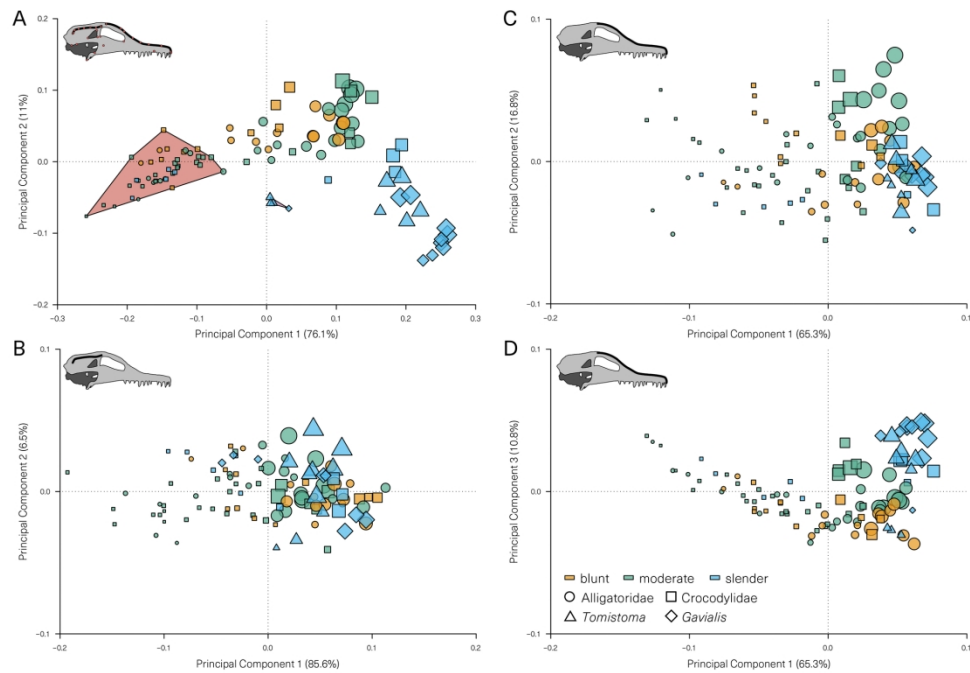 A
C
0.2
0.1
0.0
−0.1
−0.2
Principal Component 2 (11%)
−0.3
−0.2
−0.1
0.0
0.1
0.2
0.3
Principal Component 1 (76.1%)
0.1
0.0
−0.1
Principal Component 2 (16.8%)
−0.2
−0.1
0.0
0.1
Principal Component 1 (65.3%)
B
D
0.1
0.0
−0.1
Principal Component 2 (6.5%)
−0.2
−0.1
0.0
0.1
0.2
Principal Component 1 (85.6%)
0.1
0.0
−0.1
Principal Component 3 (10.8%)
blunt moderate slender
Alligatoridae Crocodylidae
Tomistoma Gavialis
−0.2
−0.1
0.0
0.1
Principal Component 1 (65.3%)